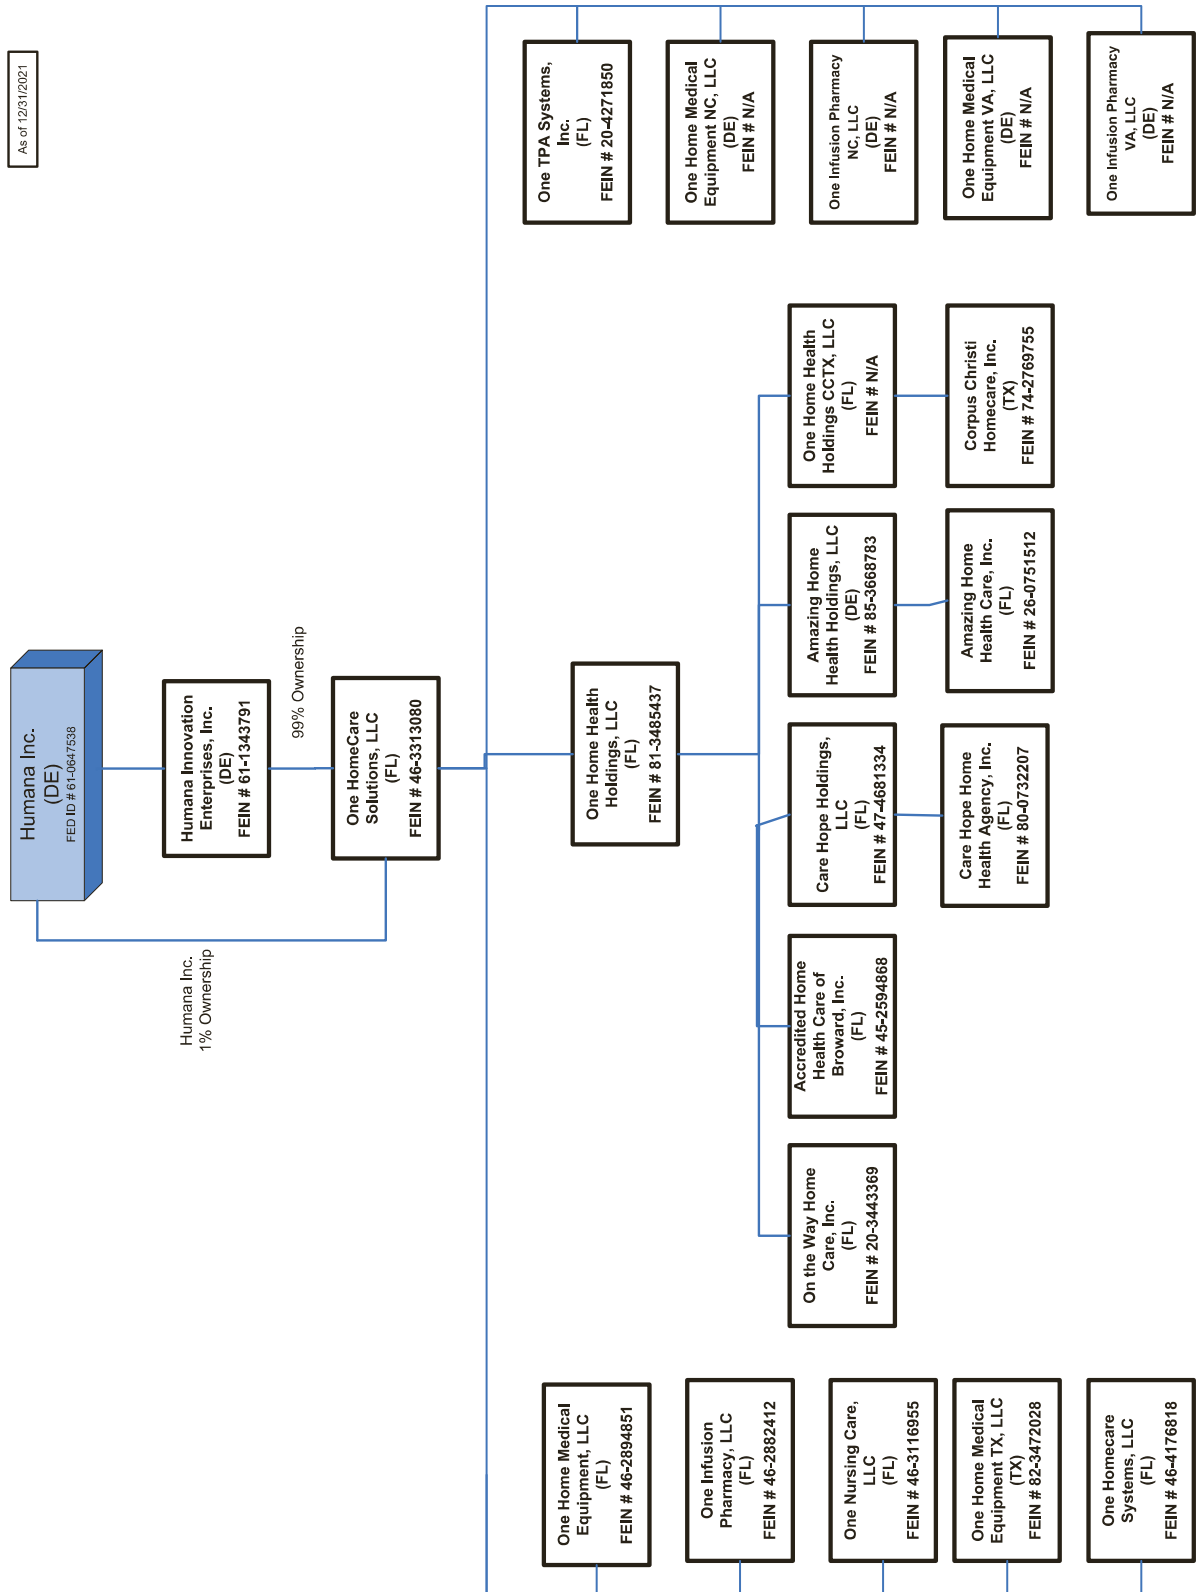 As of 12/31/2021
Humana Inc.
(DE)
FED ID # 61-0647538
Humana Inc.
1% Ownership
Humana Innovation
Enterprises, Inc.
(DE)
FEIN # 61-1343791
99% Ownership
One HomeCare
Solutions, LLC
(FL)
FEIN # 46-3313080
One Home Medical
Equipment, LLC
(FL)
FEIN # 46-2894851
One Infusion
Pharmacy, LLC
(FL)
FEIN # 46-2882412
One Nursing Care,
LLC
(FL)
FEIN # 46-3116955
One Home Medical
Equipment TX, LLC
(TX)
FEIN # 82-3472028
One Homecare
Systems, LLC
(FL)
FEIN # 46-4176818
One Home Health
Holdings, LLC
(FL)
FEIN # 81-3485437
On the Way Home
Care, Inc.
(FL)
FEIN # 20-3443369
Accredited Home
Health Care of
Broward, Inc.
(FL)
FEIN # 45-2594868
Care Hope Holdings,
LLC
(FL)
FEIN # 47-4681334
Care Hope Home
Health Agency, Inc.
(FL)
FEIN # 80-0732207
Amazing Home
Health Holdings, LLC
(DE)
FEIN # 85-3668783
Amazing Home
Health Care, Inc.
(FL)
FEIN # 26-0751512
One Home Health
Holdings CCTX, LLC
(FL)
FEIN # N/A
Corpus Christi
Homecare, Inc.
(TX)
FEIN # 74-2769755
One TPA Systems,
Inc.
(FL)
FEIN # 20-4271850
One Home Medical
Equipment NC, LLC
(DE)
FEIN # N/A
One Infusion Pharmacy
NC, LLC
(DE)
FEIN # N/A
One Home Medical
Equipment VA, LLC
(DE)
FEIN # N/A
One Infusion Pharmacy
VA, LLC
(DE)
FEIN # N/A